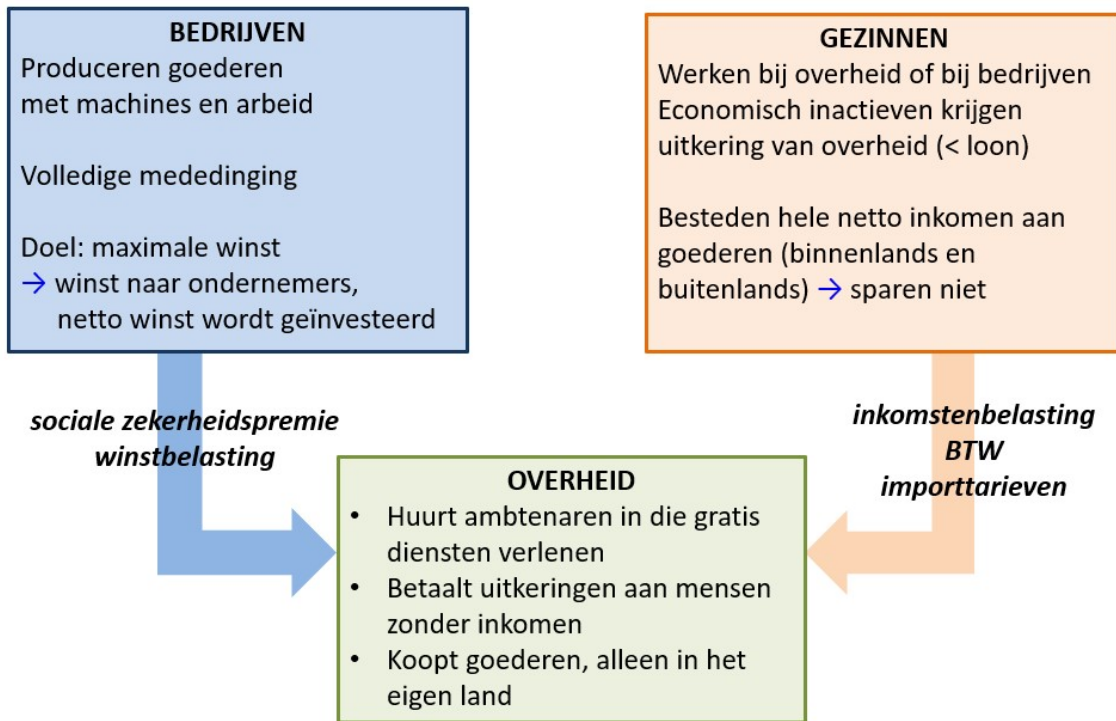 BEDRIJVEN
Produceren goederen
met machines en arbeid
Volledige mededinging
Doel: maximale winst
→ winst naar ondernemers,
netto winst wordt geïnvesteerd
GEZINNEN
Werken bij overheid of bij bedrijven
Economisch inactieven krijgen
uitkering van overheid (< loon)
Besteden hele netto inkomen aan
goederen (binnenlands en
buitenlands) → sparen niet
sociale zekerheidspremie
winstbelasting
inkomstenbelasting
BTW
importtarieven
OVERHEID
• Huurt ambtenaren in die gratis
diensten verlenen
• Betaalt uitkeringen aan mensen
zonder inkomen
• Koopt goederen, alleen in het
eigen land